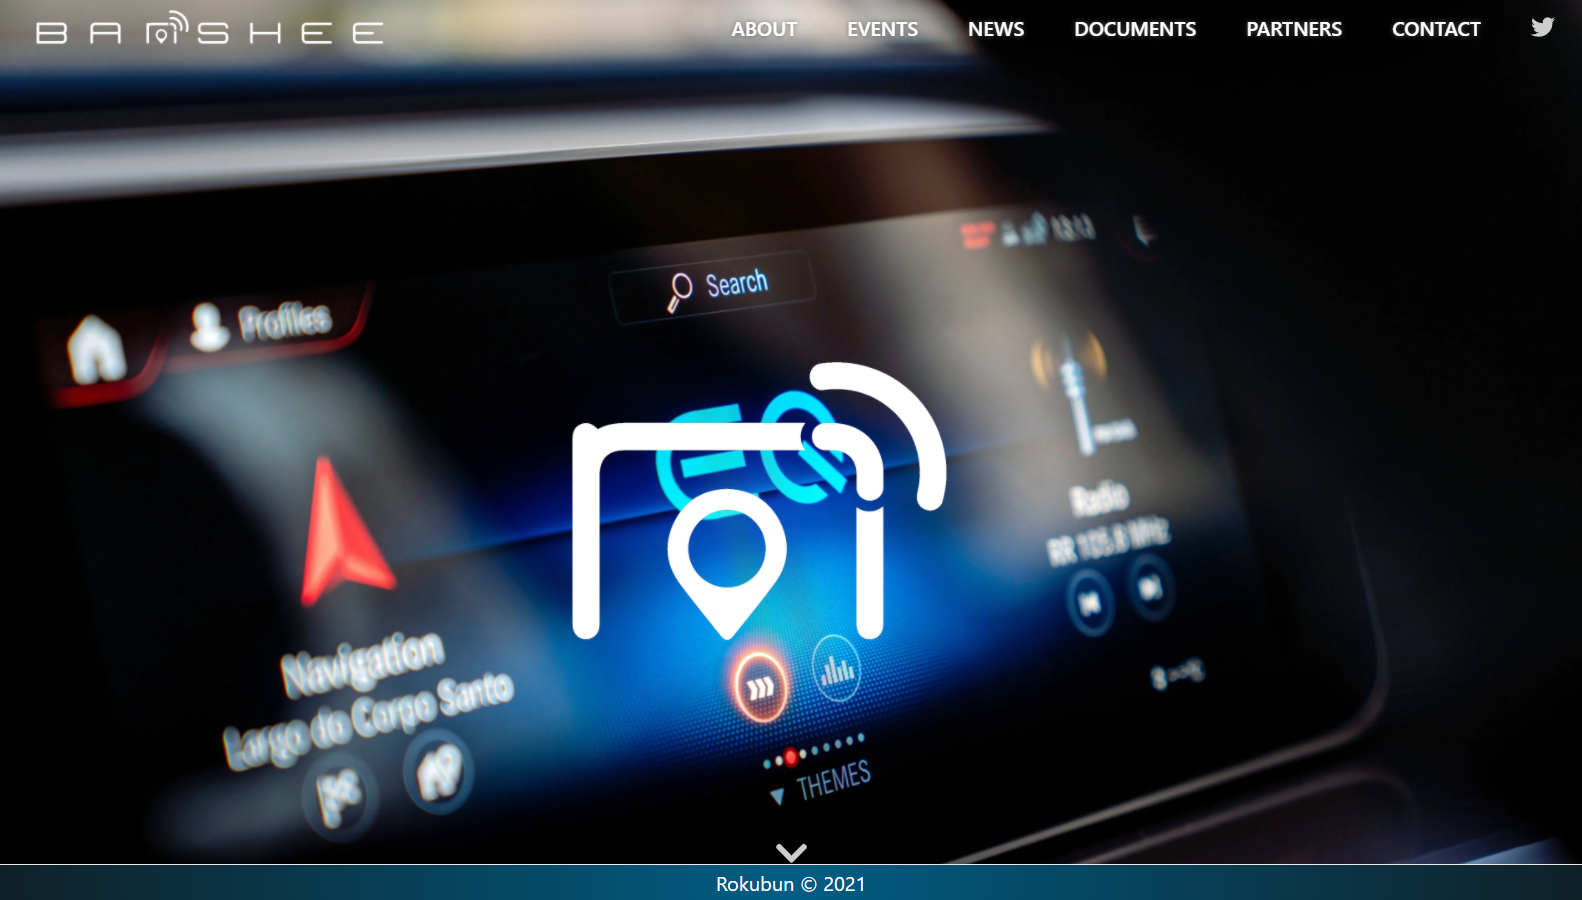 BANSHEE
ABOUT EVENTS NEWS DOCUMENTS PARTNERS CONTACT
Search
Profiles
EQ
Radio
RR 105.8 MHz
Navigation
Largo do Corpo Santo
THEMES
Rokubun © 2021